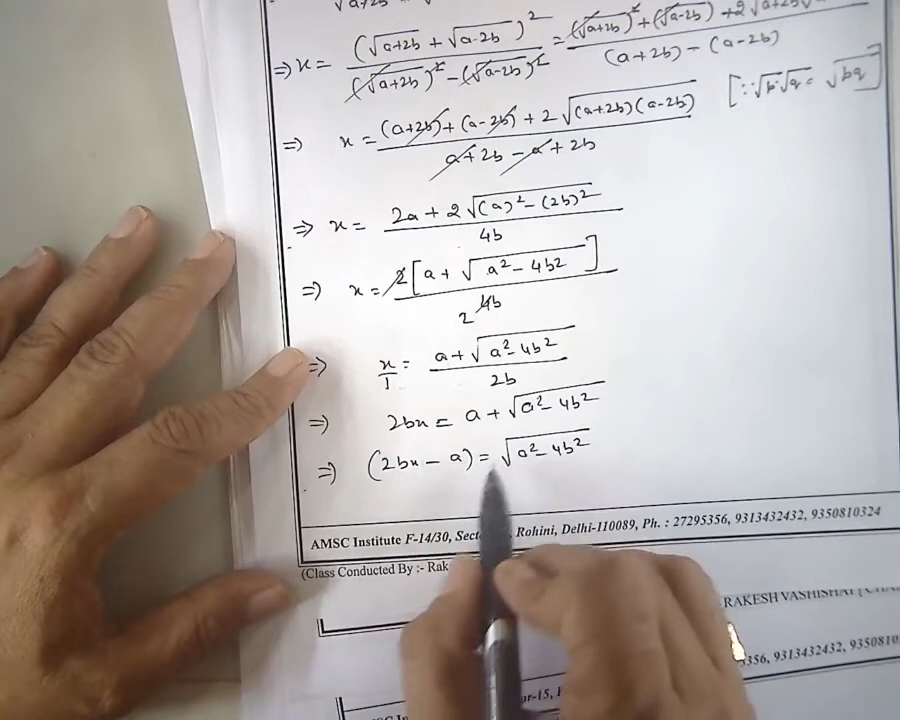 √a+2b
⇒ x = (√a+2b + √a-2b)² / (√a+2b)² - (√a-2b)² = (√a+2b)² + (√a-2b)² + 2√a+2b √ / (a+2b) - (a-2b)
⇒ x = (a+2b) + (a-2b) + 2√(a+2b)(a-2b) / a+2b - a + 2b [∵ √p·√q = √pq]
⇒ x = 2a + 2√(a)² - (2b)² / 4b
⇒ x = 2[a + √a² - 4b²] / 4b 2
⇒ x/1 = a + √a² - 4b² / 2b
⇒ 2bx = a + √a² - 4b²
⇒ (2bx - a) = √a² - 4b²
AMSC Institute F-14/30, Rohini, Delhi-110089, Ph. : 27295356, 9313432432, 9350810324
(Class Conducted By :- Rak
RAKESH VASHISHAT
356, 9313432432, 9350810
or-15,